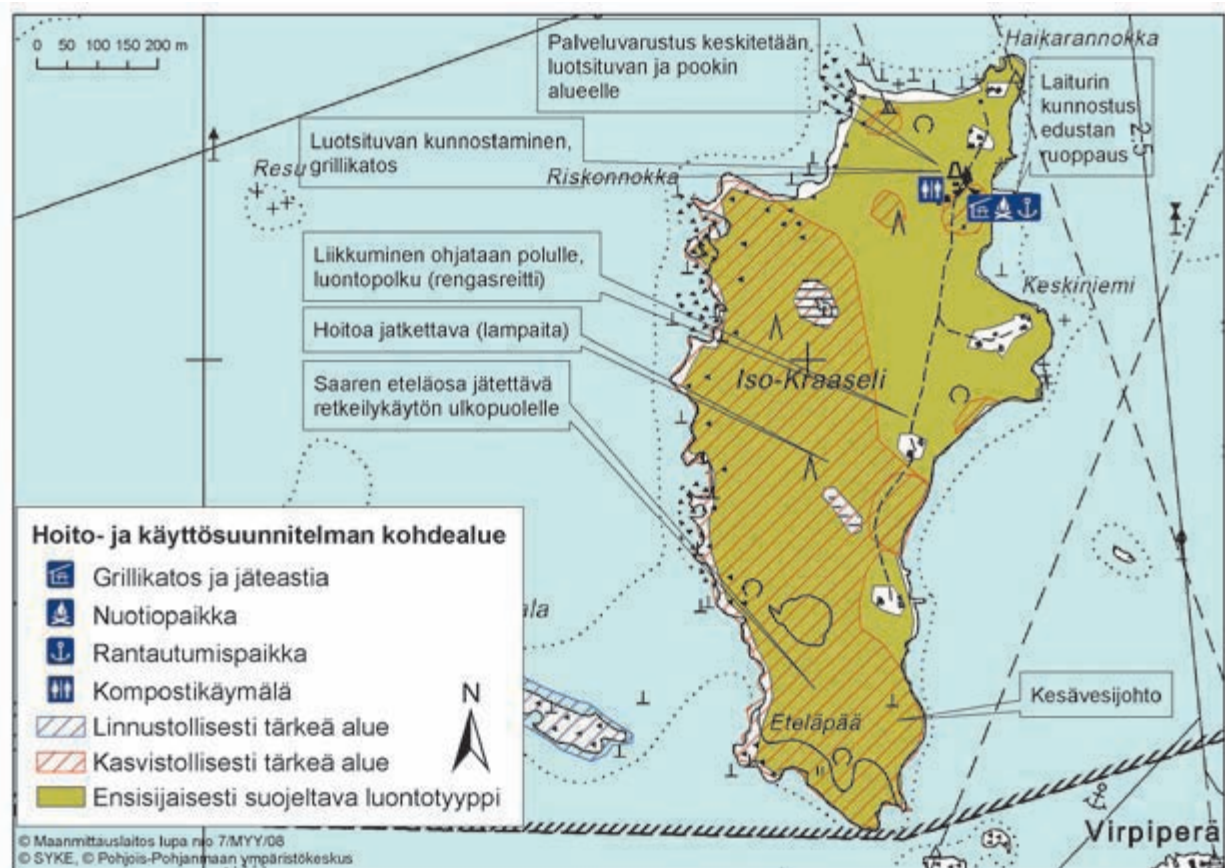 0 50 100 150 200 m
Palveluvarustus keskitetään
luotsituvan ja pookin
alueelle
Haikarannokka
Laiturin
kunnostus
edustan
ruoppaus
2.5
Luotsituvan kunnostaminen,
grillikatos
Resu
Riskonnokka
Liikkuminen ohjataan polulle,
luontopolku (rengasreitti)
Keskiniemi
Hoitoa jatkettava (lampaita)
Iso-Kraaseli
Saaren eteläosa jätettävä
retkeilykäytön ulkopuolelle
Hoito- ja käyttösuunnitelman kohdealue
Grillikatos ja jäteastia
Nuotiopaikka
ala
Rantautumispaikka
Kompostikäymälä
N
Kesävesijohto
Linnustollisesti tärkeä alue
Eteläpää
Kasvistollisesti tärkeä alue
Ensisijaisesti suojeltava luontotyyppi
Virpiperä
© Maanmittauslaitos lupa nro 7/MYY/08
© SYKE, © Pohjois-Pohjanmaan ympäristökeskus